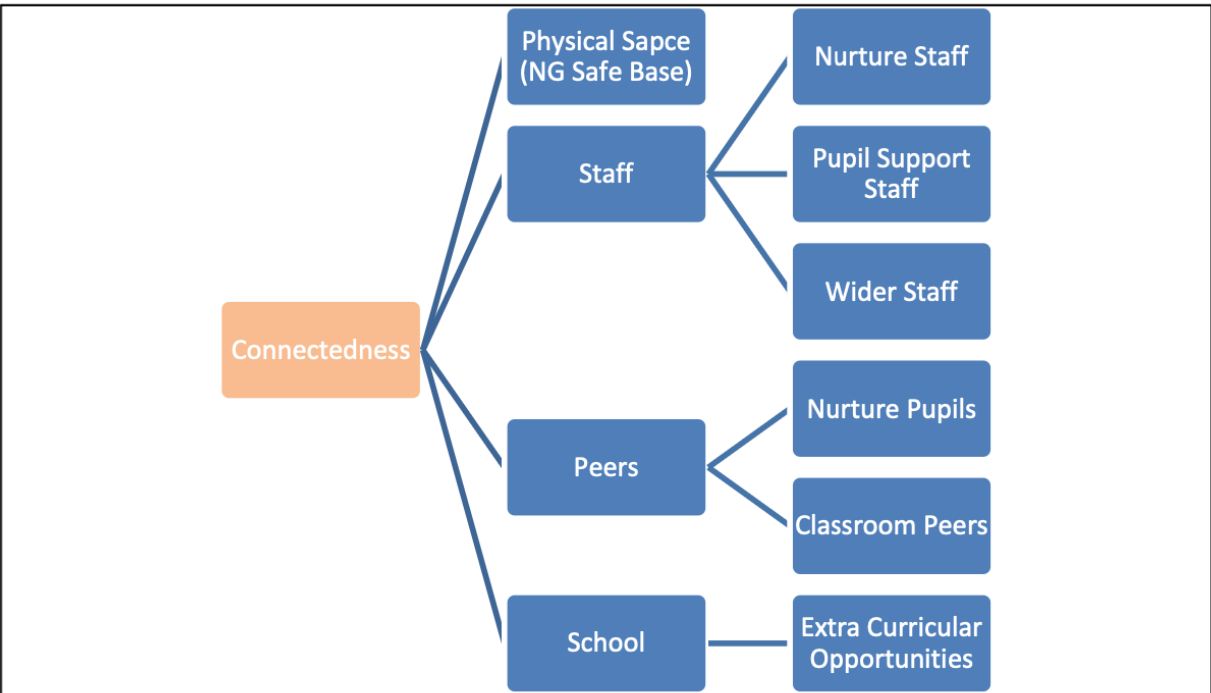 Connectedness
Physical Sapce
(NG Safe Base)
Staff
Nurture Staff
Pupil Support
Staff
Wider Staff
Peers
Nurture Pupils
Classroom Peers
School
Extra Curricular
Opportunities